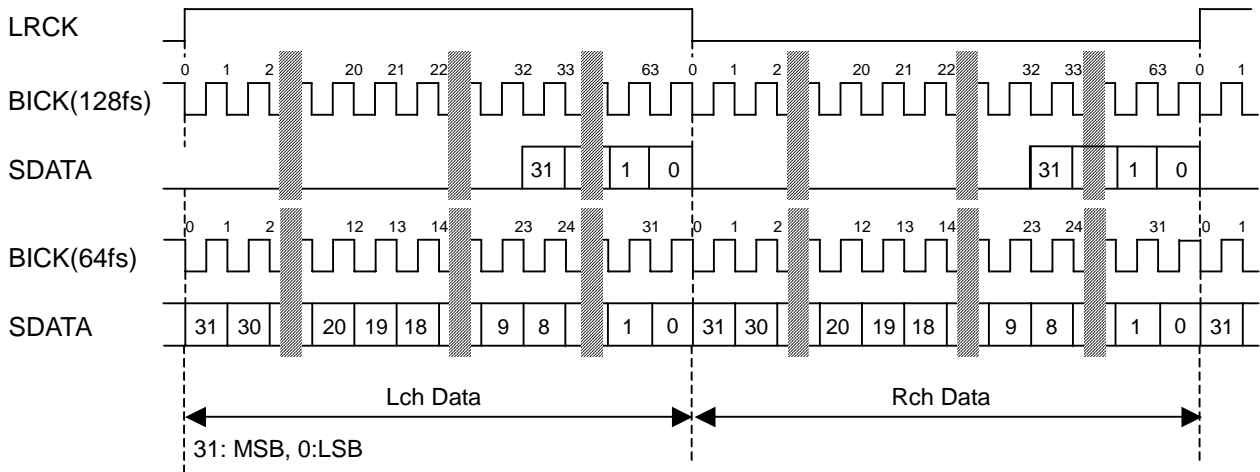 LRCK
0 1 2 20 21 22 32 33 63 0 1 2 20 21 22 32 33 63 0 1
BICK(128fs)
SDATA 31 1 0 31 1 0
0 1 2 12 13 14 23 24 31 0 1 2 12 13 14 23 24 31 0 1
BICK(64fs)
SDATA 31 30 20 19 18 9 8 1 0 31 30 20 19 18 9 8 1 0 31
Lch Data Rch Data
31: MSB, 0:LSB